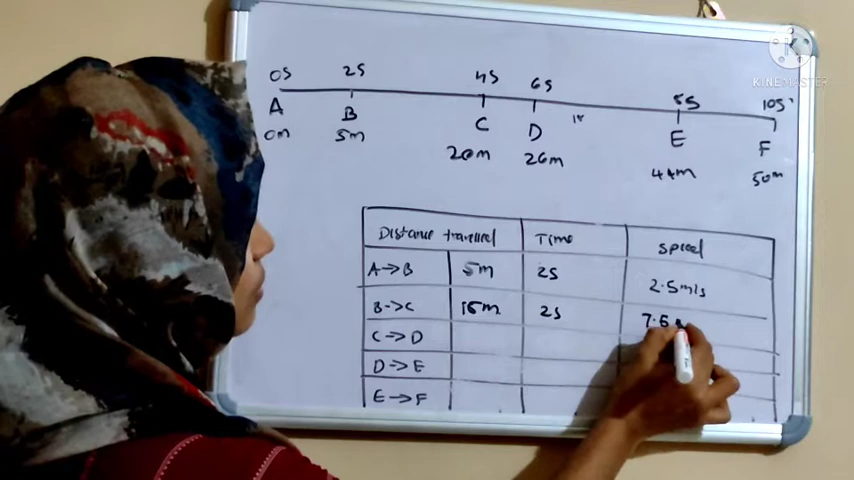 0s 2s 4s 6s 8s 10s
A B C D E F
0m 5m 20m 26m 44m 50m
KINEMASTER
Distance travelled Time Speed
A→B 5m 2s 2.5m/s
B→C 15m 2s 7.5
C→D
D→E
E→F